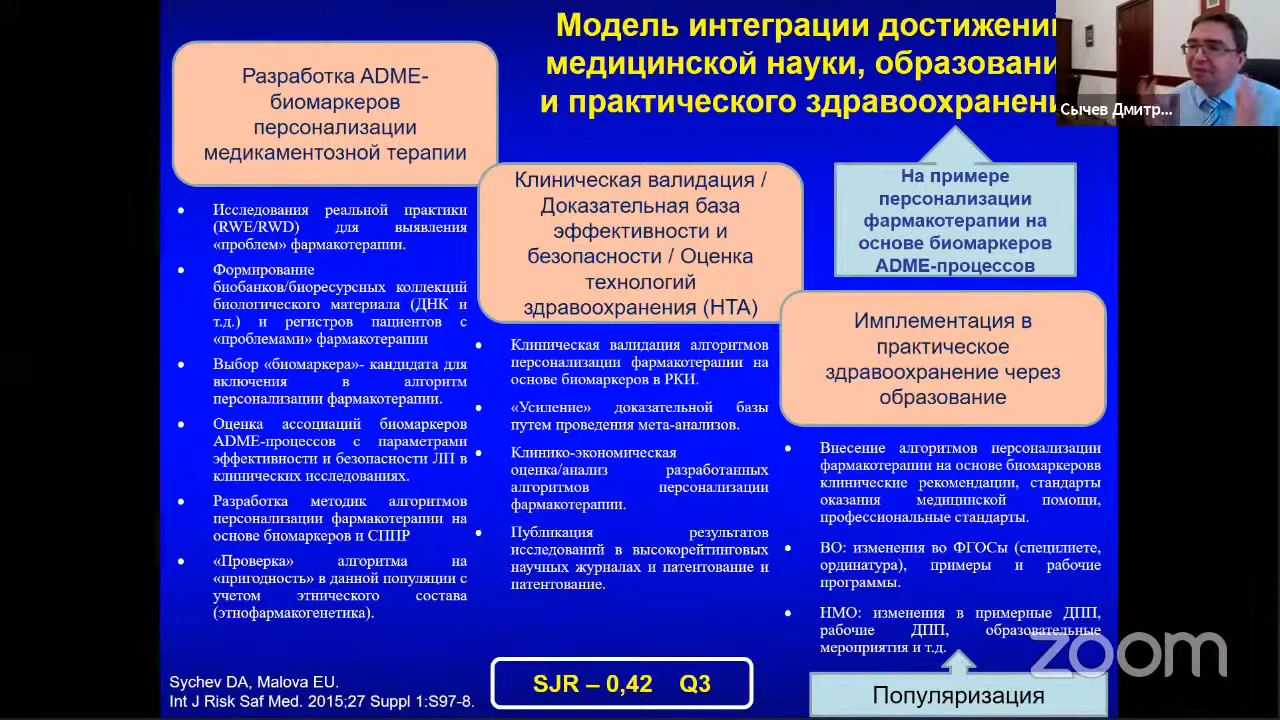 Модель интеграции достижени
медицинской науки, образовани
и практического здравоохранени
Сычев Дмитр...
Разработка ADME-
биомаркеров
персонализации
медикаментозной терапии
• Исследования реальной практики
(RWE/RWD) для выявления
«проблем» фармакотерапии.
• Формирование
биобанков/биоресурсных коллекций
биологического материала (ДНК и
т.д.) и регистров пациентов с
«проблемами» фармакотерапии
• Выбор «биомаркера»- кандидата для
включения в алгоритм
персонализации фармакотерапии.
• Оценка ассоциаций биомаркеров
ADME-процессов с параметрами
эффективности и безопасности ЛП в
клинических исследованиях.
• Разработка методик алгоритмов
персонализации фармакотерапии на
основе биомаркеров и СППР
• «Проверка» алгоритма на
«пригодность» в данной популяции с
учетом этнического состава
(этнофармакогенетика).
Клиническая валидация /
Доказательная база
эффективности и
безопасности / Оценка
технологий
здравоохранения (HTA)
• Клиническая валидация алгоритмов
персонализации фармакотерапии на
основе биомаркеров в РКИ.
• «Усиление» доказательной базы
путем проведения мета-анализов.
• Клинико-экономическая
оценка/анализ разработанных
алгоритмов персонализации
фармакотерапии.
• Публикация результатов
исследований в высокорейтинговых
научных журналах и патентование и
патентование.
На примере
персонализации
фармакотерапии на
основе биомаркеров
ADME-процессов
Имплементация в
практическое
здравоохранение через
образование
• Внесение алгоритмов персонализации
фармакотерапии на основе биомаркеровв
клинические рекомендации, стандарты
оказания медицинской помощи,
профессиональные стандарты.
• ВО: изменения во ФГОСы (специлиете,
ординатура), примеры и рабочие
программы.
• НМО: изменения в примерные ДПП,
рабочие ДПП, образовательные
мероприятия и т.д.
Популяризация
Sychev DA, Malova EU.
Int J Risk Saf Med. 2015;27 Suppl 1:S97-8.
SJR – 0,42 Q3
zoom